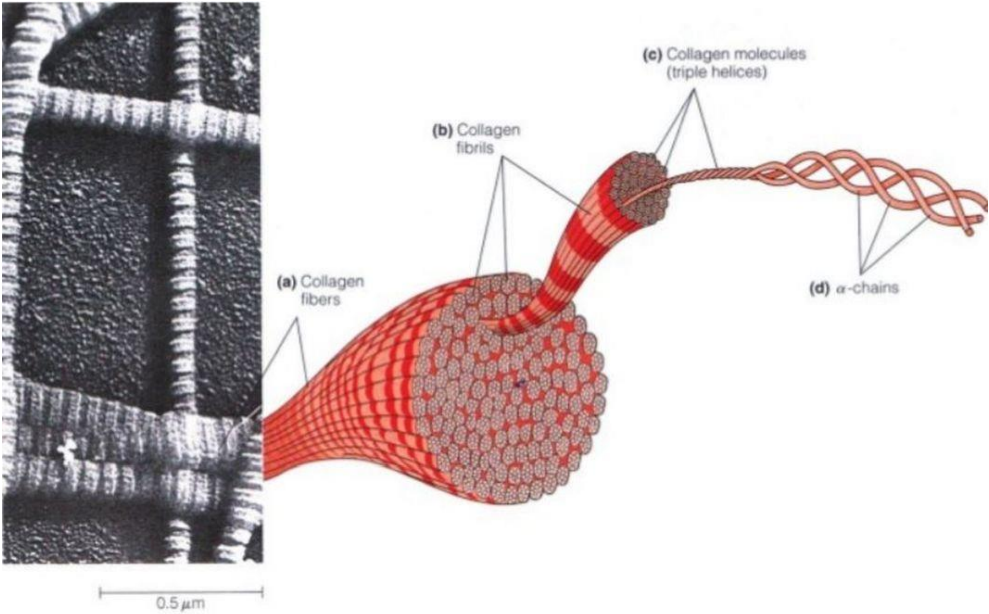 (c) Collagen molecules
(triple helices)
(b) Collagen
fibrils
(a) Collagen
fibers
(d) α-chains
0.5 μm